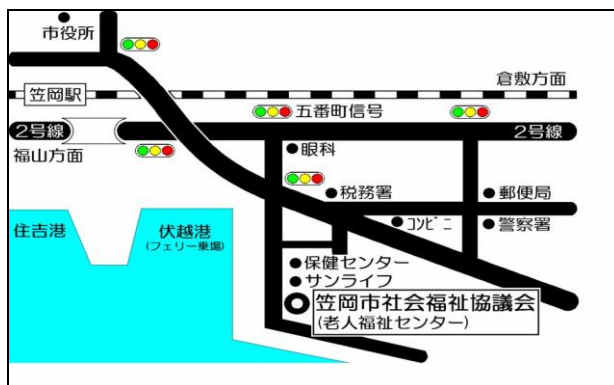 市役所
倉敷方面
笠岡駅
五番町信号
2号線
2号線
福山方面
眼科
税務署
郵便局
コンビニ
警察署
住吉港
伏越港
(フェリー乗場)
保健センター
サンライフ
笠岡市社会福祉協議会
(老人福祉センター)